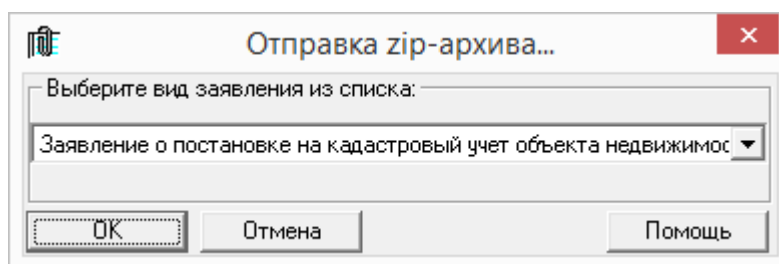 Отправка zip-архива...
Выберите вид заявления из списка:
Заявление о постановке на кадастровый учет объекта недвижимос
OK Отмена Помощь